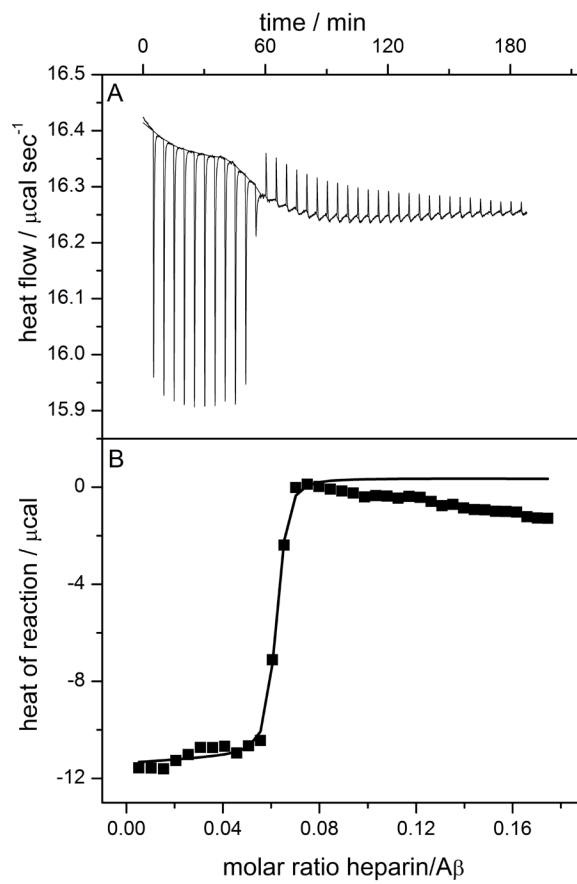 time / min
0 60 120 180
A
16.5
16.4
16.3
16.2
16.1
16.0
15.9
heat flow / μcal sec⁻¹
B
0
-4
-8
-12
heat of reaction / μcal
0.00 0.04 0.08 0.12 0.16
molar ratio heparin/Aβ